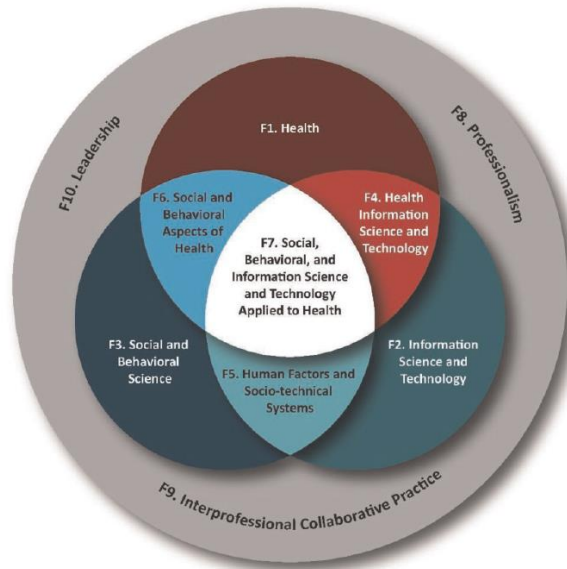 F1. Health
F10. Leadership
F8. Professionalism
F6. Social and
Behavioral
Aspects of
Health
F4. Health
Information
Science and
Technology
F7. Social,
Behavioral, and
Information Science
and Technology
Applied to Health
F3. Social and
Behavioral
Science
F2. Information
Science and
Technology
F5. Human Factors and
Socio-technical
Systems
F9. Interprofessional Collaborative Practice